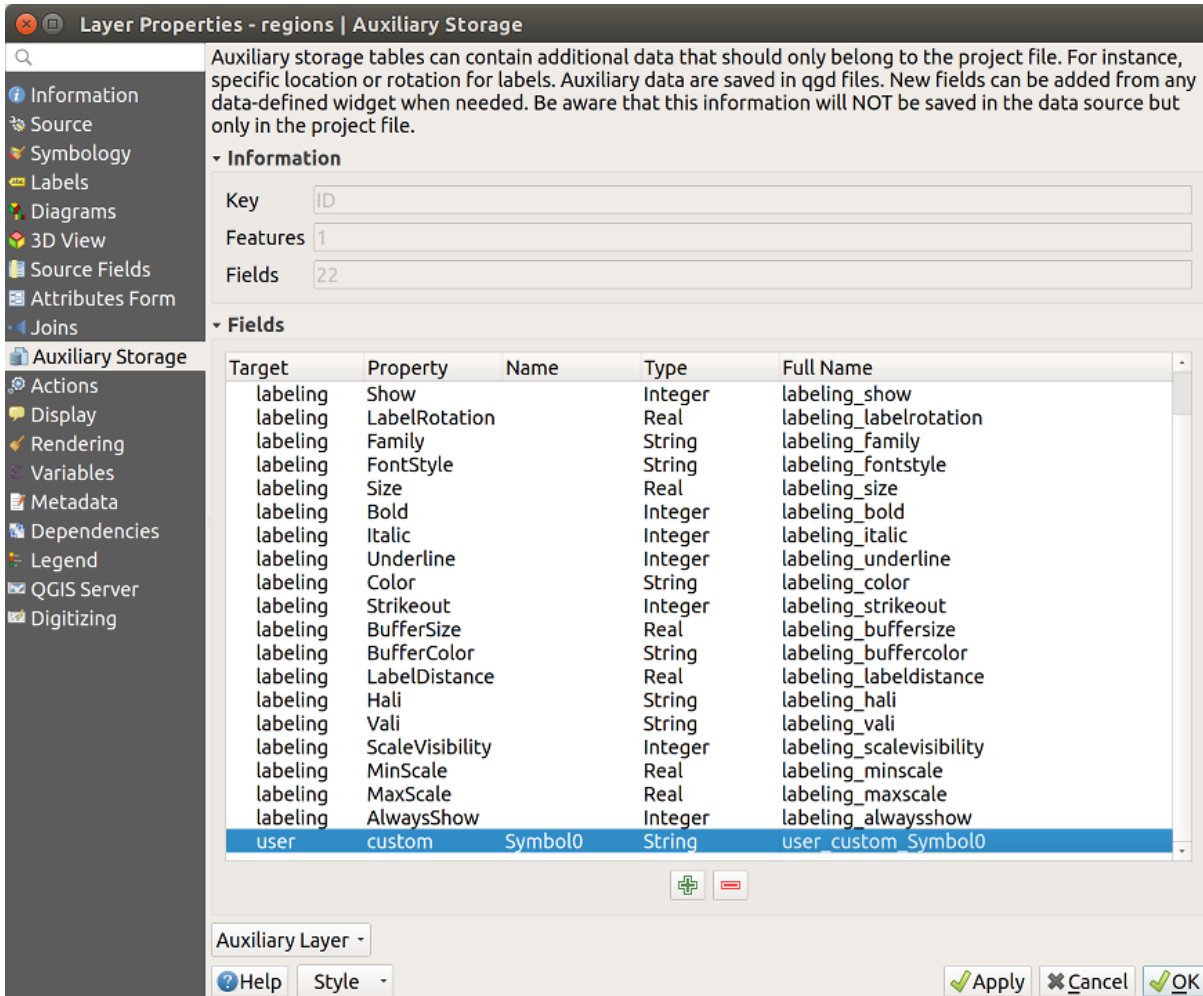 Layer Properties - regions | Auxiliary Storage
Information
Source
Symbology
Labels
Diagrams
3D View
Source Fields
Attributes Form
Joins
Auxiliary Storage
Actions
Display
Rendering
Variables
Metadata
Dependencies
Legend
QGIS Server
Digitizing
Auxiliary storage tables can contain additional data that should only belong to the project file. For instance,
specific location or rotation for labels. Auxiliary data are saved in qgd files. New fields can be added from any
data-defined widget when needed. Be aware that this information will NOT be saved in the data source but
only in the project file.
Information
Key ID
Features 1
Fields 22
Fields
Target Property Name Type Full Name
labeling Show Integer labeling_show
labeling LabelRotation Real labeling_labelrotation
labeling Family String labeling_family
labeling FontStyle String labeling_fontstyle
labeling Size Real labeling_size
labeling Bold Integer labeling_bold
labeling Italic Integer labeling_italic
labeling Underline Integer labeling_underline
labeling Color String labeling_color
labeling Strikeout Integer labeling_strikeout
labeling BufferSize Real labeling_buffersize
labeling BufferColor String labeling_buffercolor
labeling LabelDistance Real labeling_labeldistance
labeling Hali String labeling_hali
labeling Vali String labeling_vali
labeling ScaleVisibility Integer labeling_scalevisibility
labeling MinScale Real labeling_minscale
labeling MaxScale Real labeling_maxscale
labeling AlwaysShow Integer labeling_alwaysshow
user custom Symbol0 String user_custom_Symbol0
Auxiliary Layer
Help Style Apply Cancel OK